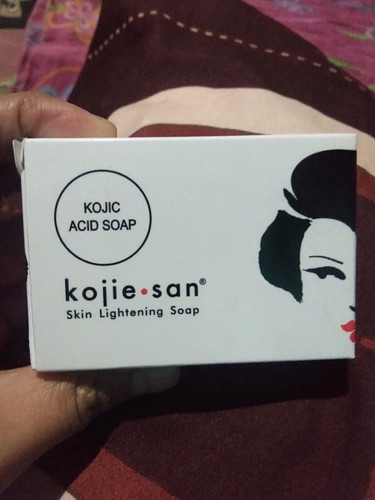 KOJIC
ACID SOAP
kojie•san®
Skin Lightening Soap